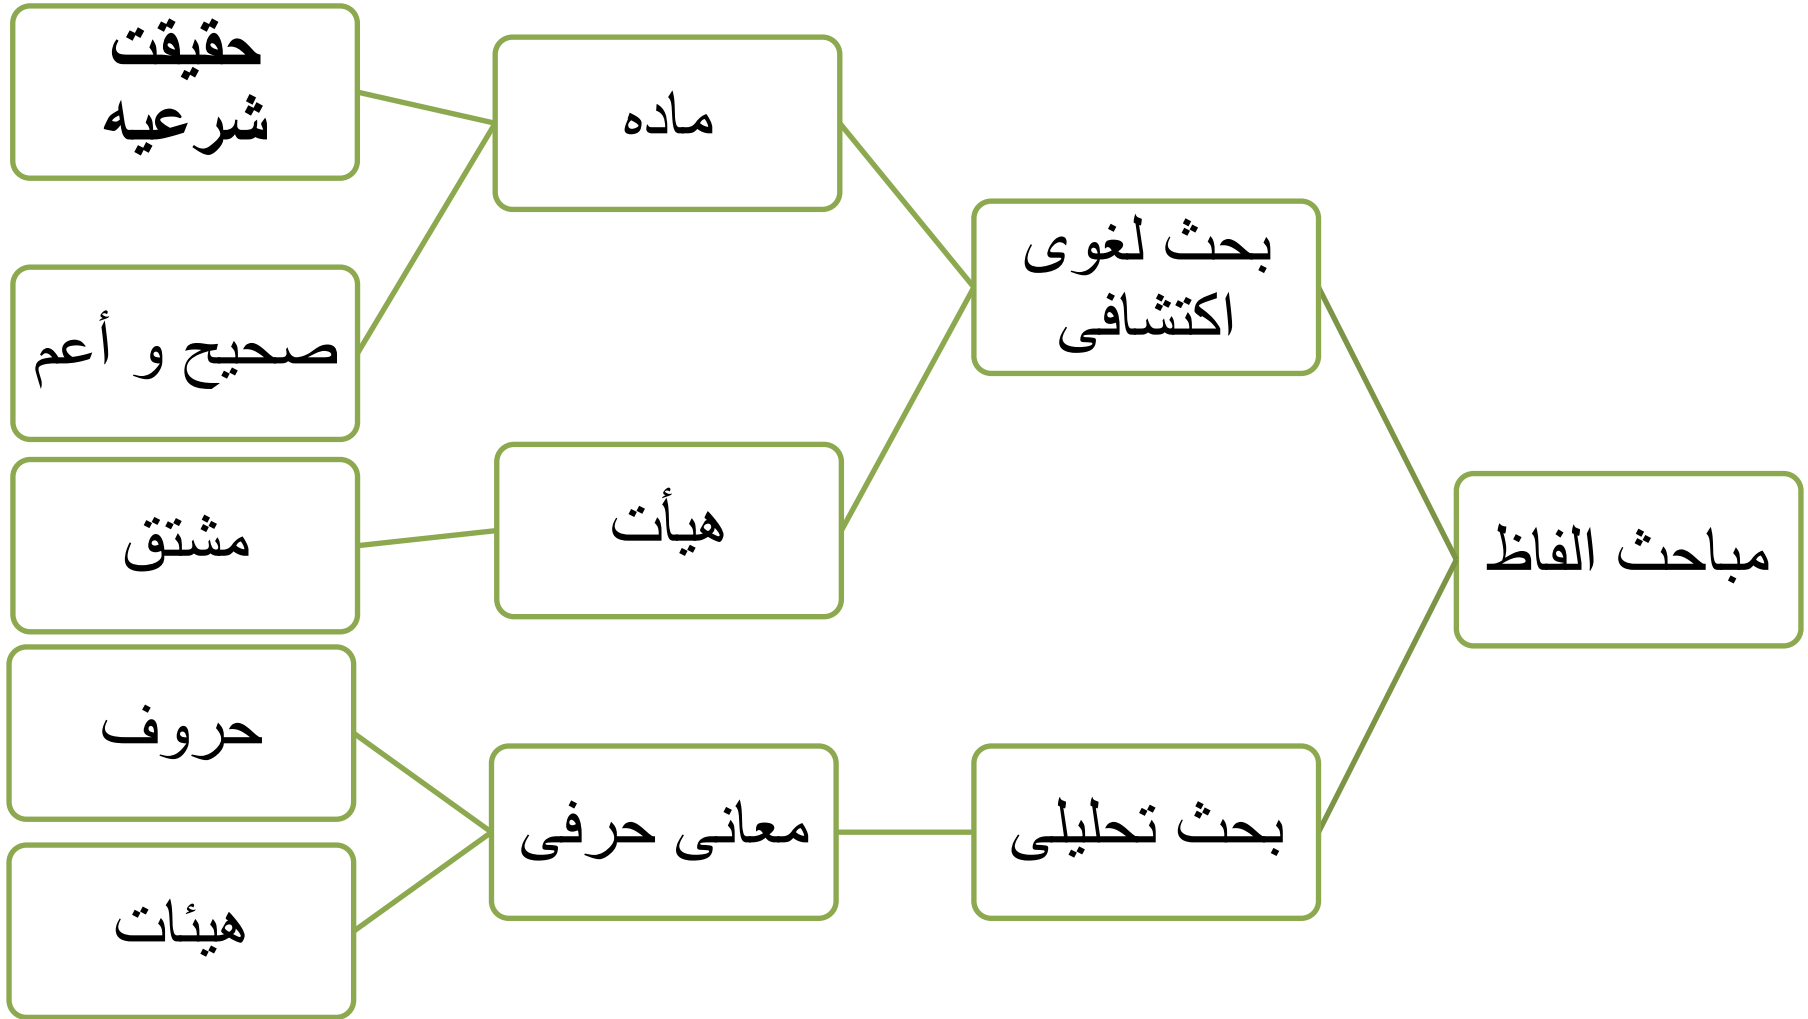 مباحث الفاظ
بحث لغوی
اکتشافی
ماده
حقیقت
شرعیه
صحیح و أعم
هیأت
مشتق
بحث تحلیلی
معانی حرفی
حروف
هیئات